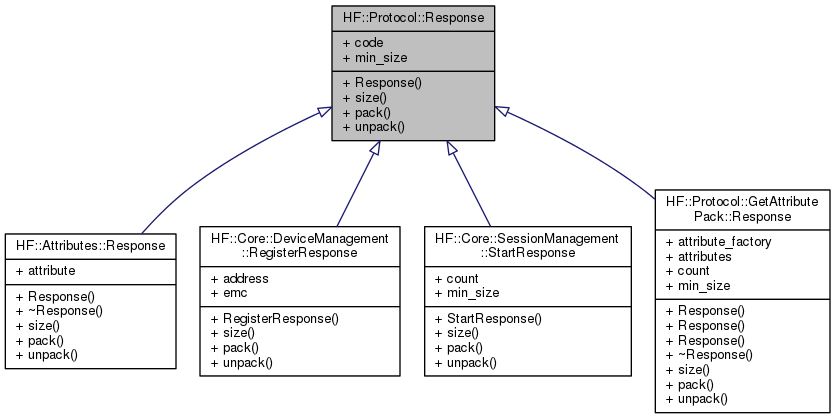 HF::Protocol::Response
+ code
+ min_size
+ Response()
+ size()
+ pack()
+ unpack()
HF::Attributes::Response
+ attribute
+ Response()
+ ~Response()
+ size()
+ pack()
+ unpack()
HF::Core::DeviceManagement
::RegisterResponse
+ address
+ emc
+ RegisterResponse()
+ size()
+ pack()
+ unpack()
HF::Core::SessionManagement
::StartResponse
+ count
+ min_size
+ StartResponse()
+ size()
+ pack()
+ unpack()
HF::Protocol::GetAttribute
Pack::Response
+ attribute_factory
+ attributes
+ count
+ min_size
+ Response()
+ Response()
+ Response()
+ ~Response()
+ size()
+ pack()
+ unpack()